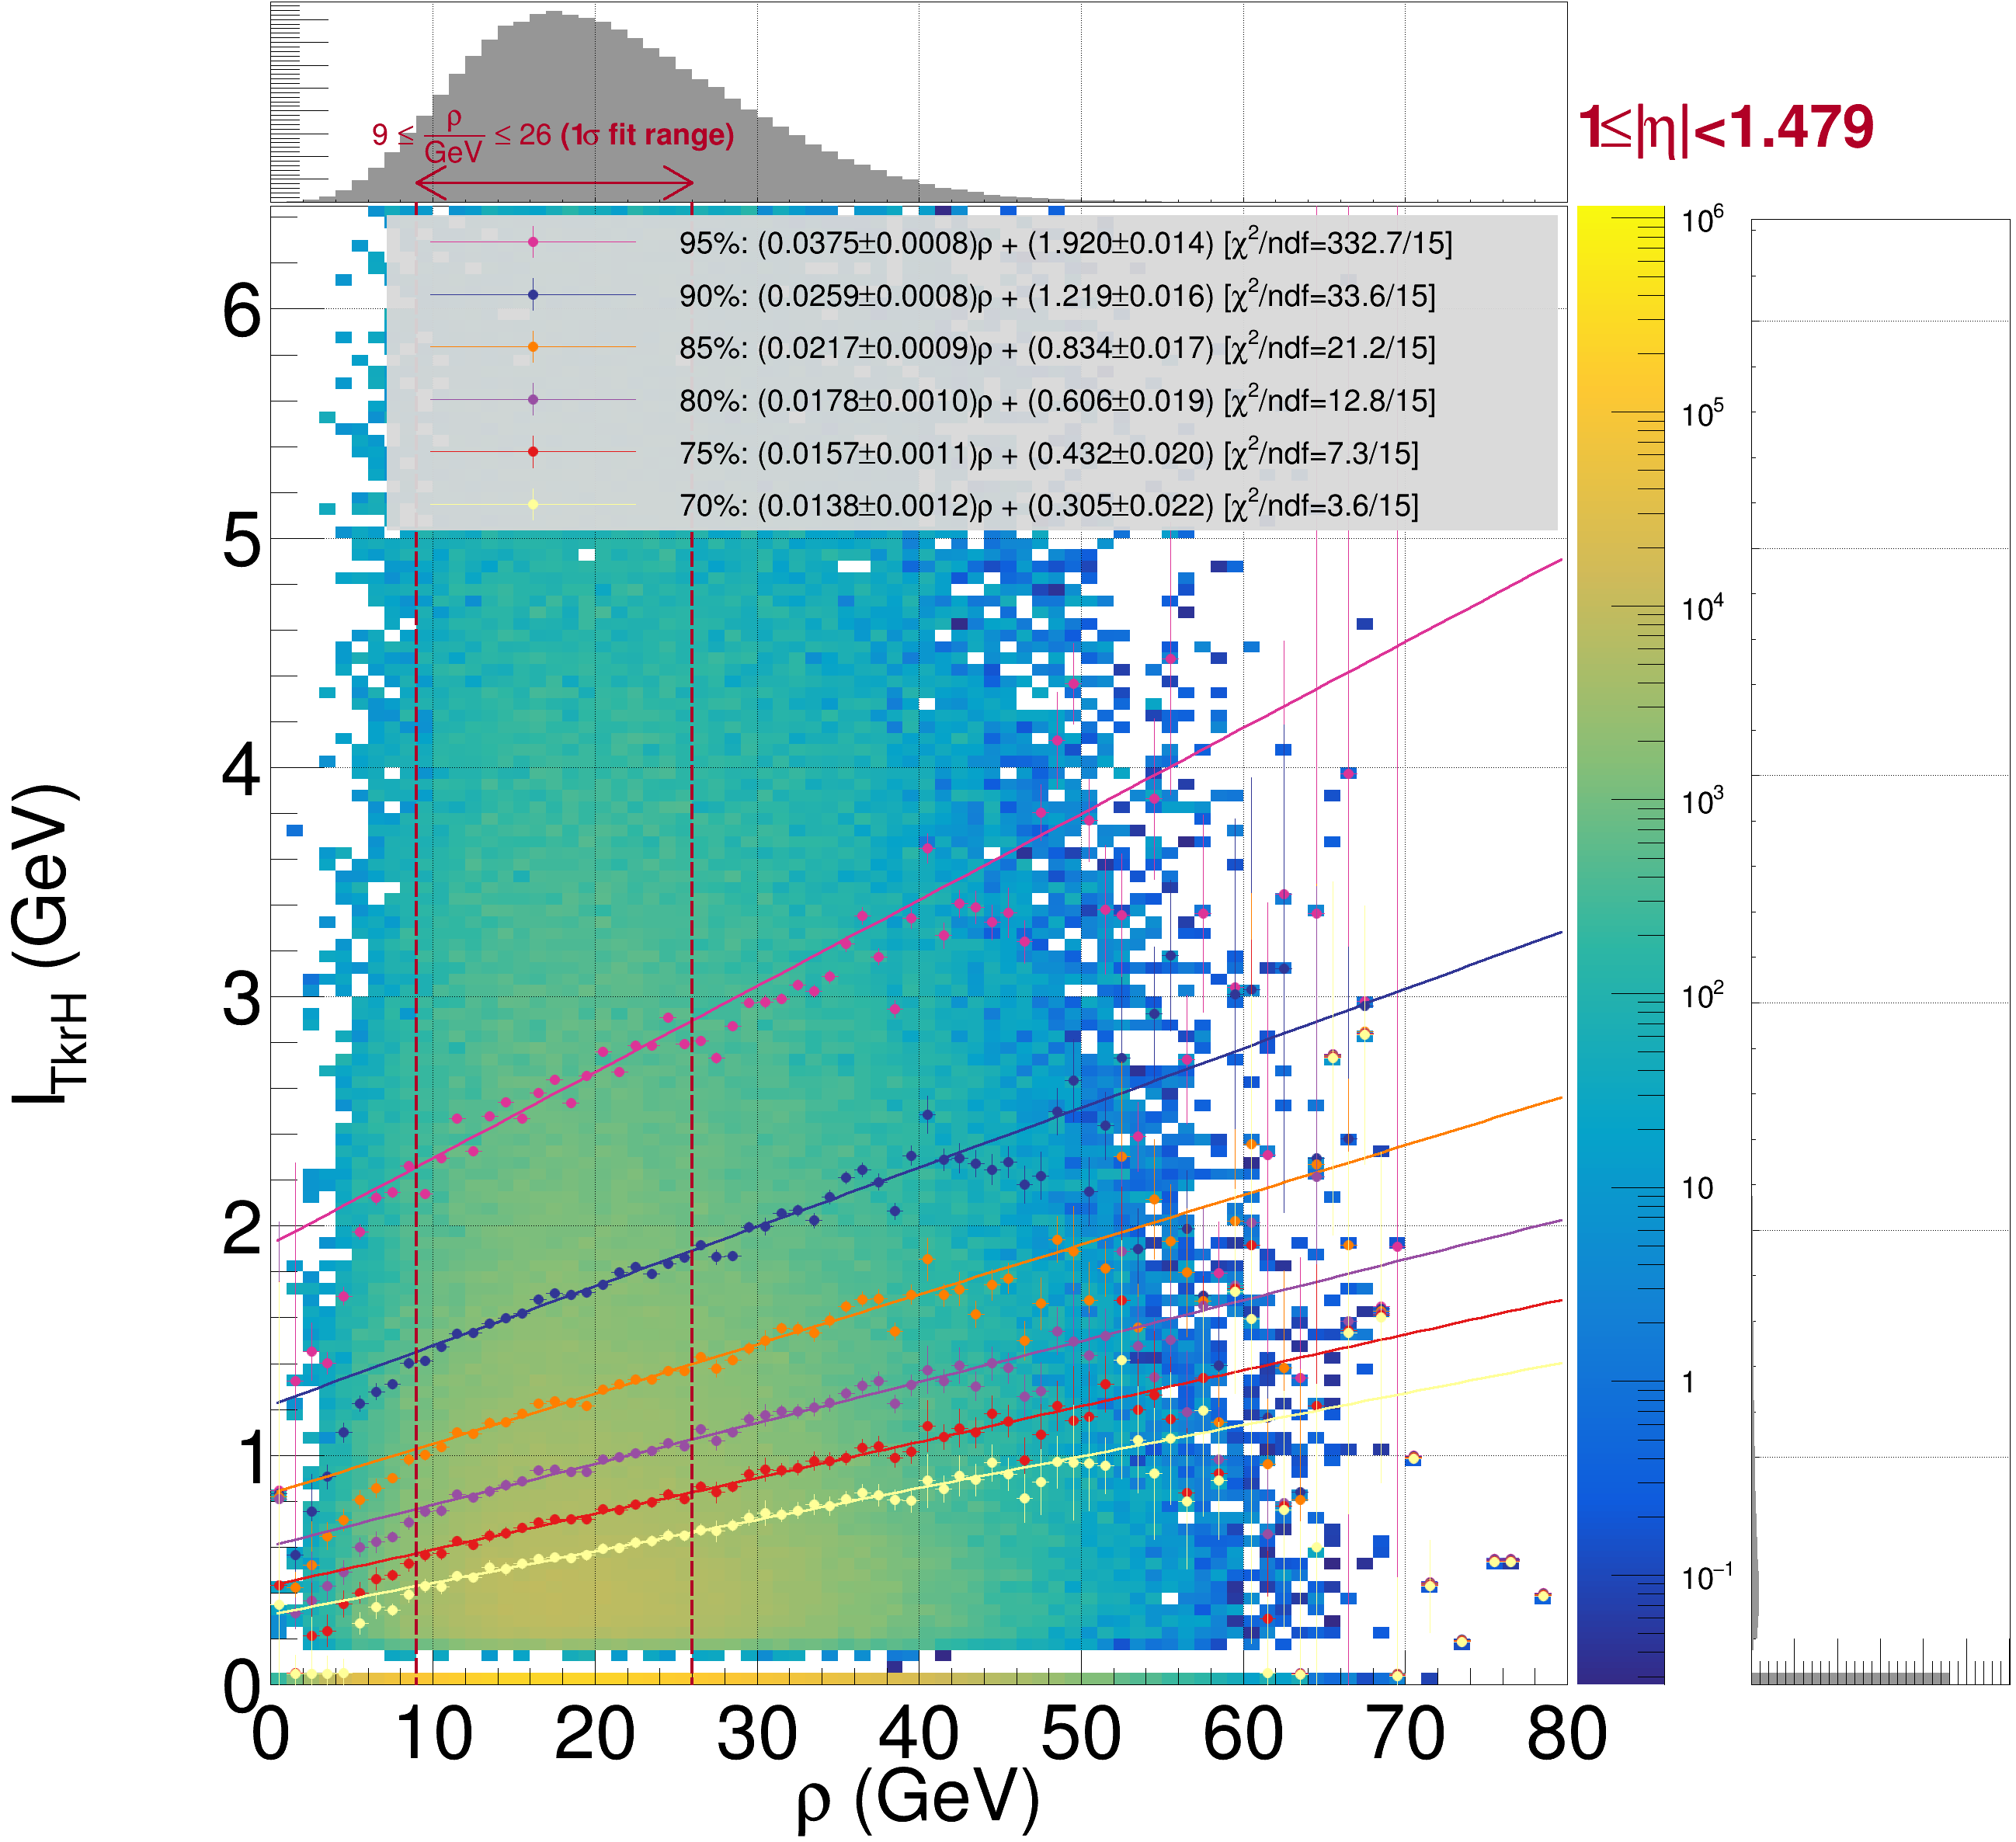 9 ≤ ρ/GeV ≤ 26 (1σ fit range)
1≤|η|<1.479
95%: (0.0375±0.0008)ρ + (1.920±0.014) [χ²/ndf=332.7/15]
90%: (0.0259±0.0008)ρ + (1.219±0.016) [χ²/ndf=33.6/15]
85%: (0.0217±0.0009)ρ + (0.834±0.017) [χ²/ndf=21.2/15]
80%: (0.0178±0.0010)ρ + (0.606±0.019) [χ²/ndf=12.8/15]
75%: (0.0157±0.0011)ρ + (0.432±0.020) [χ²/ndf=7.3/15]
70%: (0.0138±0.0012)ρ + (0.305±0.022) [χ²/ndf=3.6/15]
I_TkrH (GeV)
6
5
4
3
2
1
0
0 10 20 30 40 50 60 70 80
ρ (GeV)
10⁶
10⁵
10⁴
10³
10²
10
1
10⁻¹